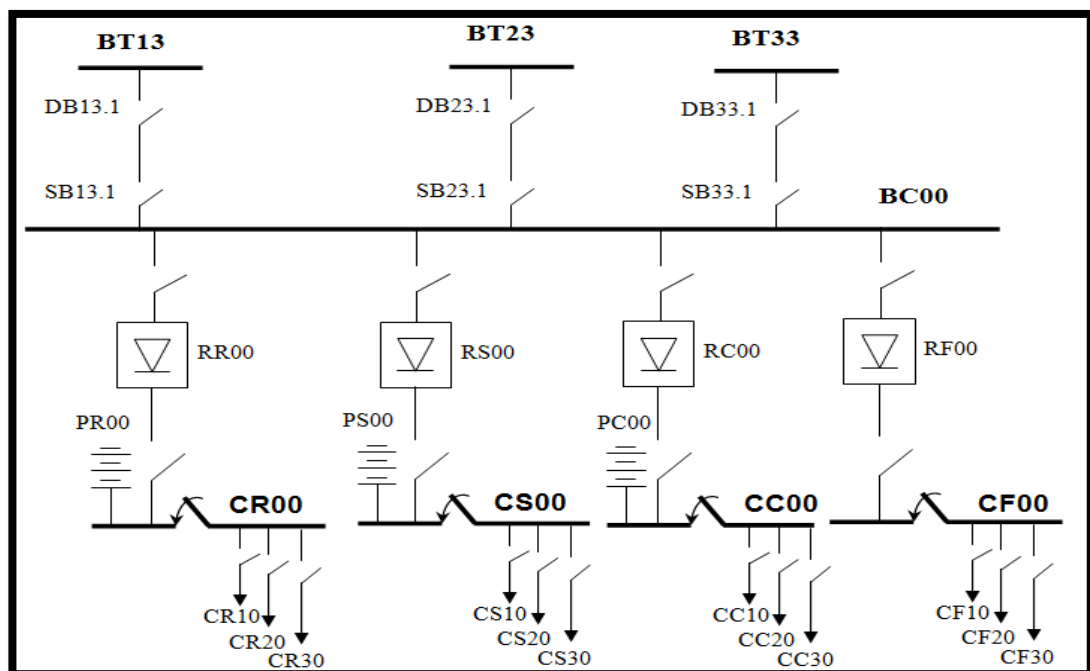 BT13
BT23
BT33
DB13.1
DB23.1
DB33.1
SB13.1
SB23.1
SB33.1
BC00
RR00
RS00
RC00
RF00
PR00
PS00
PC00
CR00
CS00
CC00
CF00
CR10
CR20
CR30
CS10
CS20
CS30
CC10
CC20
CC30
CF10
CF20
CF30